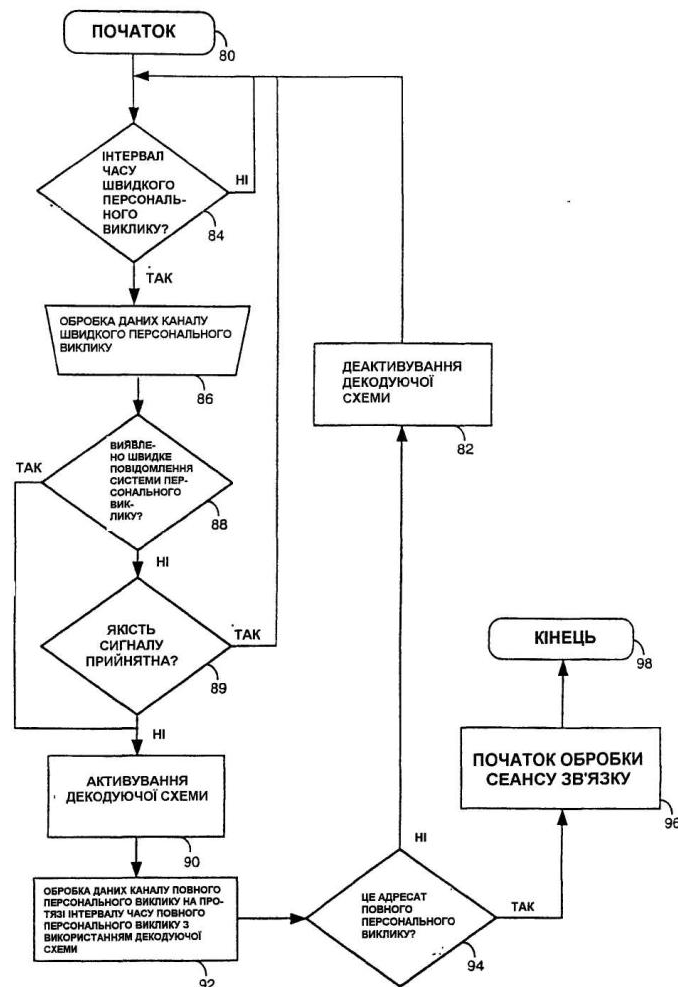 ПОЧАТОК
80
ІНТЕРВАЛ
ЧАСУ
ШВИДКОГО
ПЕРСОНАЛЬ-
НОГО
ВИКЛИКУ?
НІ
84
ТАК
ОБРОБКА ДАНИХ КАНАЛУ
ШВИДКОГО ПЕРСОНАЛЬНОГО
ВИКЛИКУ
86
ДЕАКТИВУВАННЯ
ДЕКОДУЮЧОЇ
СХЕМИ
82
ТАК
ВИЯВЛЕ-
НО ШВИДКЕ
ПОВІДОМЛЕННЯ
СИСТЕМИ ПЕР-
СОНАЛЬНОГО
ВИК-
ЛИКУ?
88
НІ
ЯКІСТЬ
СИГНАЛУ
ПРИЙНЯТНА?
ТАК
89
НІ
КІНЕЦЬ
98
АКТИВУВАННЯ
ДЕКОДУЮЧОЇ СХЕМИ
90
ПОЧАТОК ОБРОБКИ
СЕАНСУ ЗВ'ЯЗКУ
96
ОБРОБКА ДАНИХ КАНАЛУ ПОВНОГО
ПЕРСОНАЛЬНОГО ВИКЛИКУ НА ПРО-
ТЯЗІ ІНТЕРВАЛУ ЧАСУ ПОВНОГО
ПЕРСОНАЛЬНОГО ВИКЛИКУ З
ВИКОРИСТАННЯМ ДЕКОДУЮЧОЇ
СХЕМИ
92
НІ
ЦЕ АДРЕСАТ
ПОВНОГО
ПЕРСОНАЛЬНОГО
ВИКЛИКУ?
ТАК
94